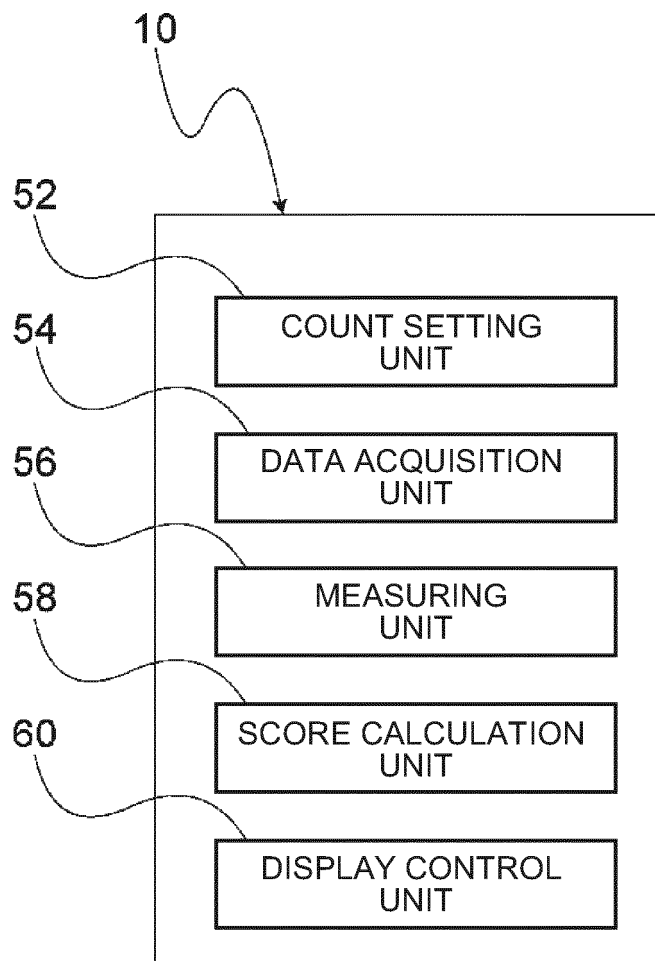 10
52
COUNT SETTING
UNIT
54
DATA ACQUISITION
UNIT
56
MEASURING
UNIT
58
SCORE CALCULATION
UNIT
60
DISPLAY CONTROL
UNIT